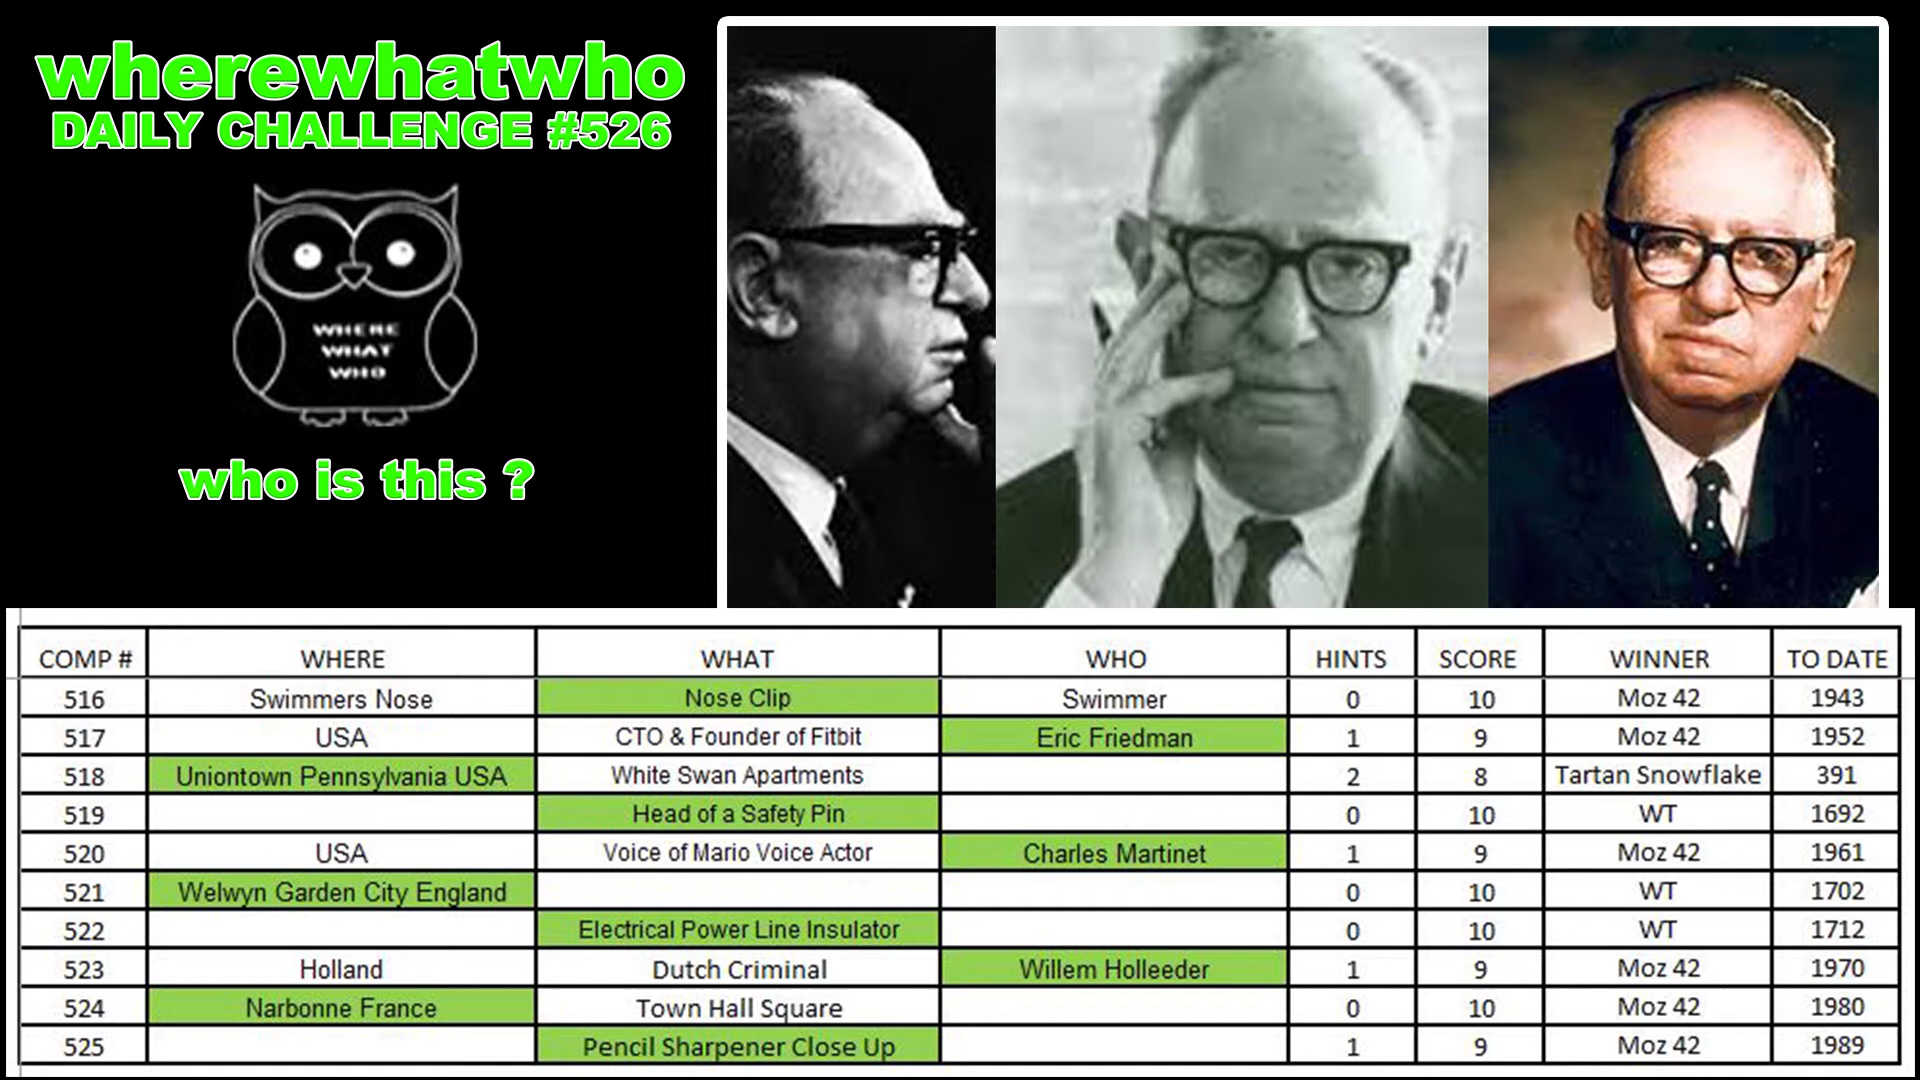 wherewhatwho
DAILY CHALLENGE #526
WHERE
WHAT
WHO
who is this ?
COMP # WHERE WHAT WHO HINTS SCORE WINNER TO DATE
516 Swimmers Nose Nose Clip Swimmer 0 10 Moz 42 1943
517 USA CTO & Founder of Fitbit Eric Friedman 1 9 Moz 42 1952
518 Uniontown Pennsylvania USA White Swan Apartments 2 8 Tartan Snowflake 391
519 Head of a Safety Pin 0 10 WT 1692
520 USA Voice of Mario Voice Actor Charles Martinet 1 9 Moz 42 1961
521 Welwyn Garden City England 0 10 WT 1702
522 Electrical Power Line Insulator 0 10 WT 1712
523 Holland Dutch Criminal Willem Holleeder 1 9 Moz 42 1970
524 Narbonne France Town Hall Square 0 10 Moz 42 1980
525 Pencil Sharpener Close Up 1 9 Moz 42 1989